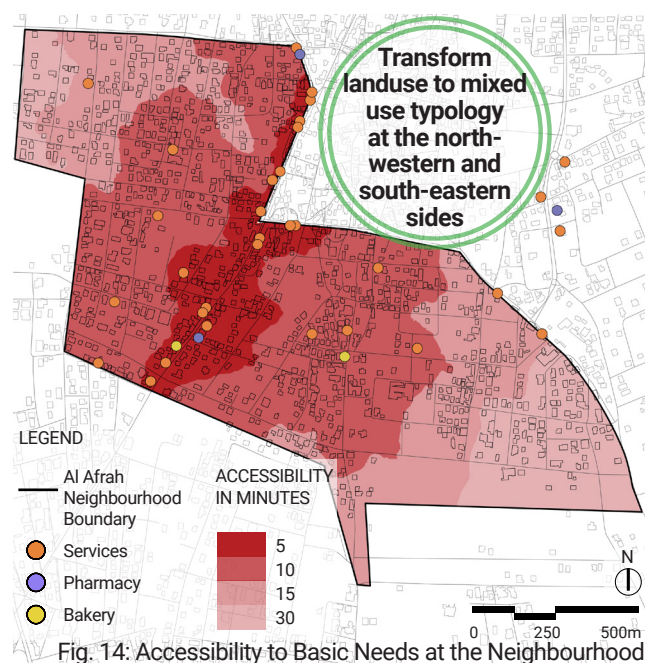 Transform
landuse to mixed
use typology
at the north-
western and
south-eastern
sides
LEGEND
Al Afrah
Neighbourhood
Boundary
Services
Pharmacy
Bakery
ACCESSIBILITY
IN MINUTES
5
10
15
30
N
0 250 500m
Fig. 14: Accessibility to Basic Needs at the Neighbourhood